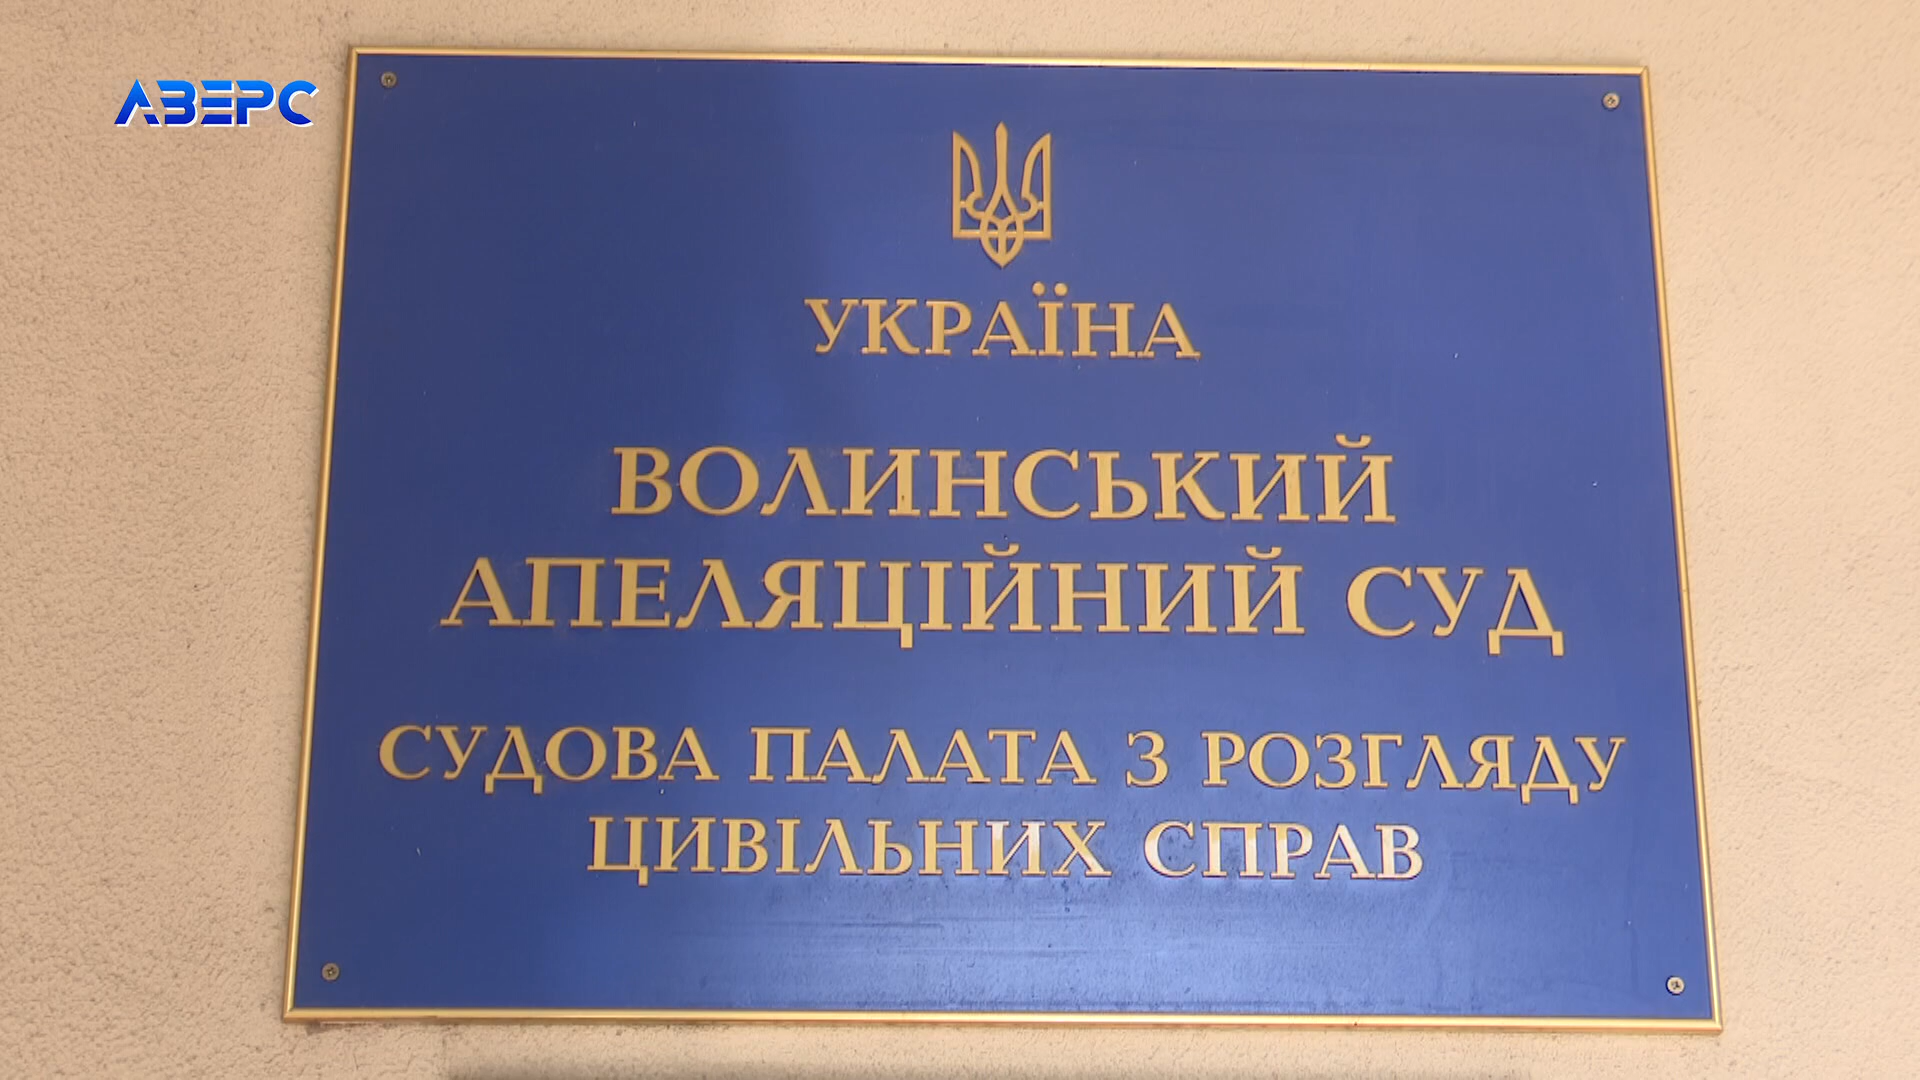 АВЕРС
УКРАЇНА
ВОЛИНСЬКИЙ
АПЕЛЯЦІЙНИЙ СУД
СУДОВА ПАЛАТА З РОЗГЛЯДУ
ЦИВІЛЬНИХ СПРАВ